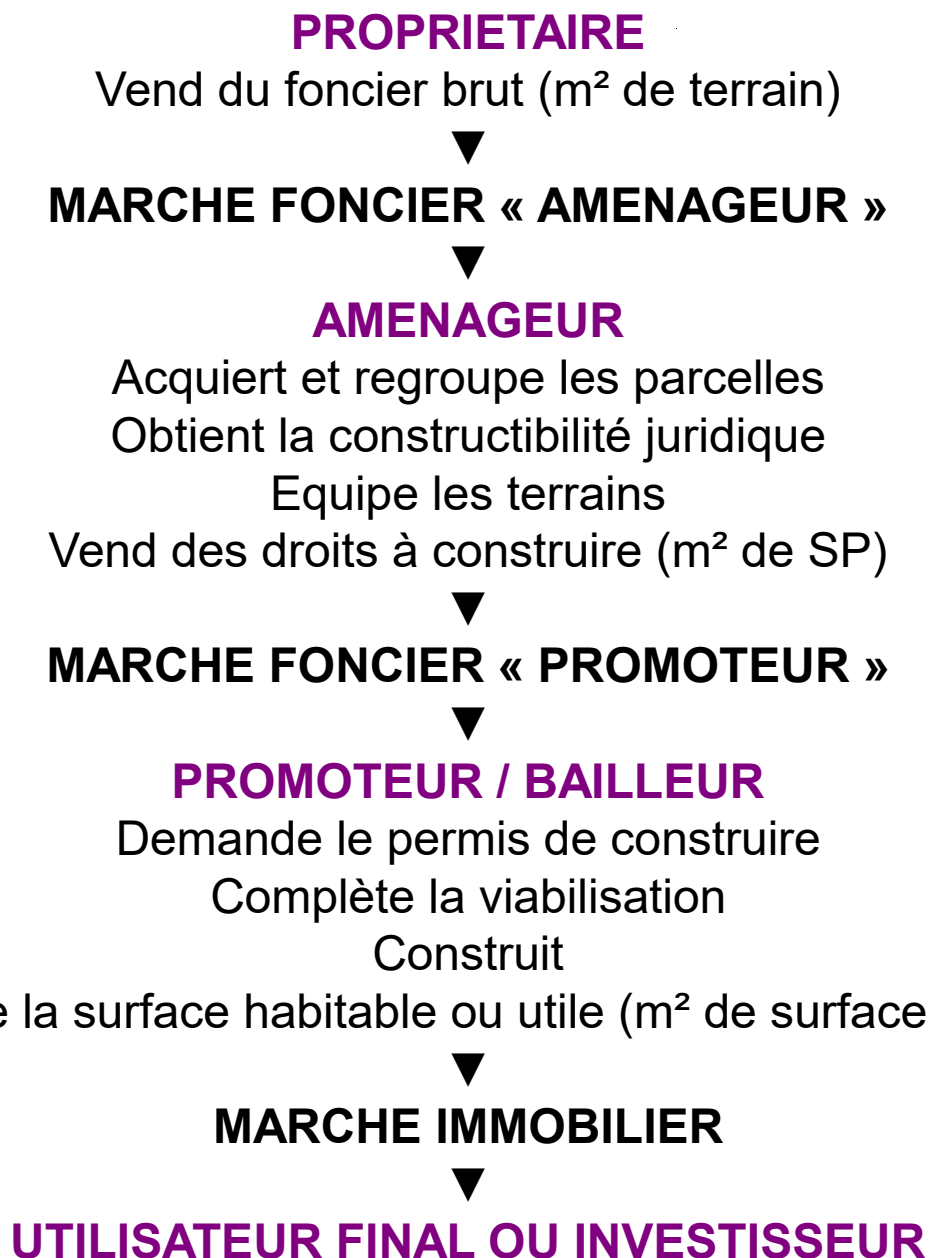 PROPRIETAIRE
Vend du foncier brut (m² de terrain)
▼
MARCHE FONCIER « AMENAGEUR »
▼
AMENAGEUR
Acquiert et regroupe les parcelles
Obtient la constructibilité juridique
Equipe les terrains
Vend des droits à construire (m² de SP)
▼
MARCHE FONCIER « PROMOTEUR »
▼
PROMOTEUR / BAILLEUR
Demande le permis de construire
Complète la viabilisation
Construit
e la surface habitable ou utile (m² de surface
▼
MARCHE IMMOBILIER
▼
UTILISATEUR FINAL OU INVESTISSEUR